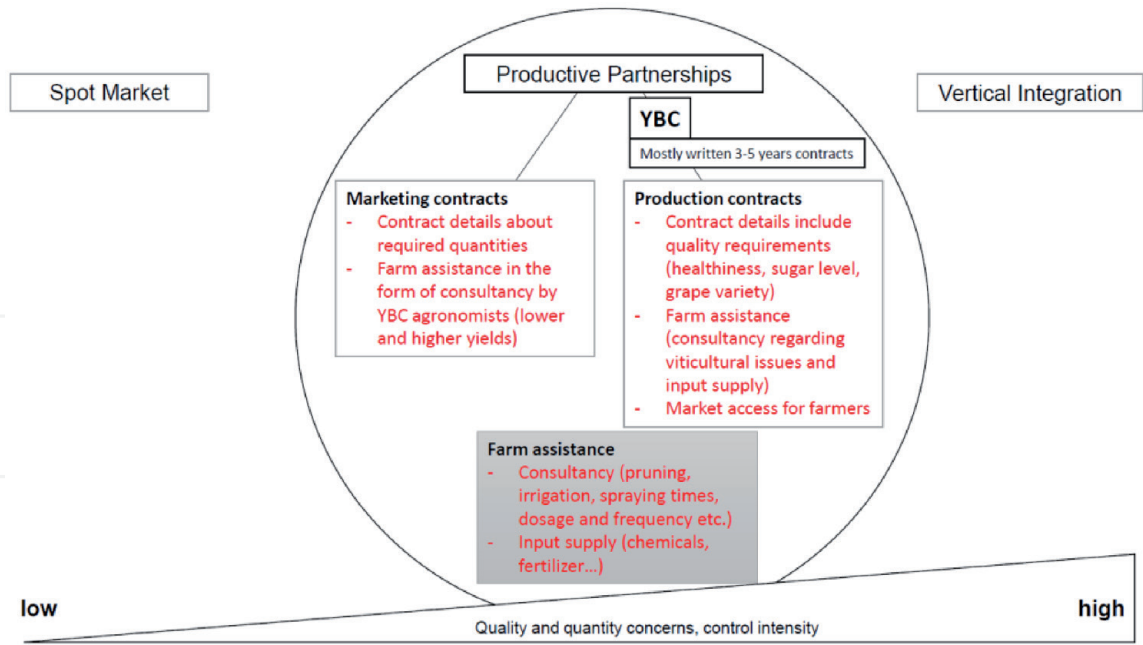 Spot Market
Productive Partnerships
Vertical Integration
YBC
Mostly written 3-5 years contracts
Marketing contracts
- Contract details about
required quantities
- Farm assistance in the
form of consultancy by
YBC agronomists (lower
and higher yields)
Production contracts
- Contract details include
quality requirements
(healthiness, sugar level,
grape variety)
- Farm assistance
(consultancy regarding
viticultural issues and
input supply)
- Market access for farmers
Farm assistance
- Consultancy (pruning,
irrigation, spraying times,
dosage and frequency etc.)
- Input supply (chemicals,
fertilizer...)
low
high
Quality and quantity concerns, control intensity